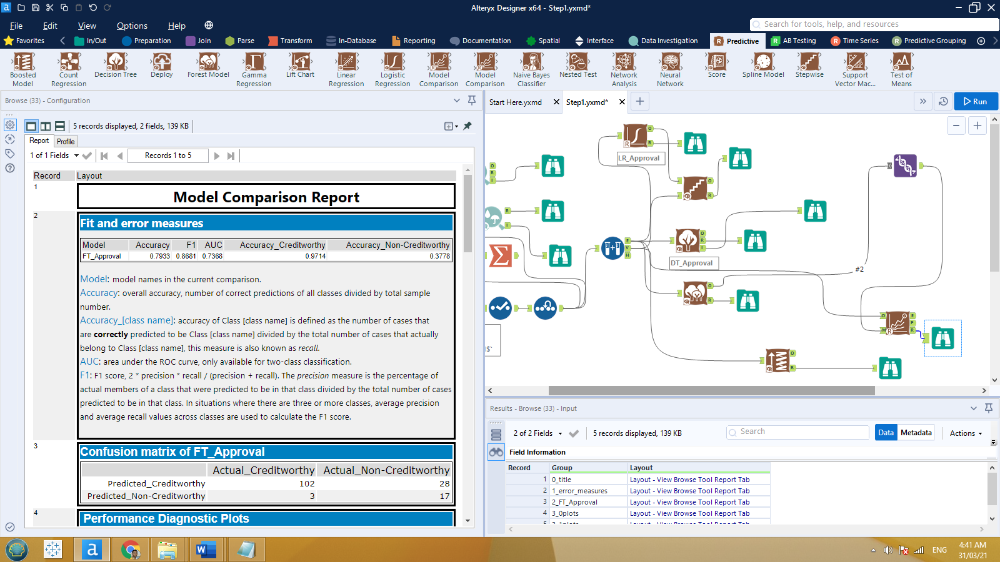 Alteryx Designer x64 - Step1.yxmd*
File Edit View Options Help
Search for tools, help, and resources
Favorites In/Out Preparation Join Parse Transform In-Database Reporting Documentation Spatial Interface Data Investigation Predictive AB Testing Time Series Predictive Grouping
Boosted Model
Count Regression
Decision Tree
Deploy
Forest Model
Gamma Regression
Lift Chart
Linear Regression
Logistic Regression
Model Comparison
Model Comparison
Naive Bayes Classifier
Nested Test
Network Analysis
Neural Network
Score
Spline Model
Stepwise
Support Vector Mac...
Test of Means
Browse (33) - Configuration
5 records displayed, 2 fields, 139 KB
Report Profile
1 of 1 Fields Records 1 to 5
Record Layout
1
Model Comparison Report
2
Fit and error measures
Model Accuracy F1 AUC Accuracy_Creditworthy Accuracy_Non-Creditworthy
FT_Approval 0.7933 0.8681 0.7368 0.9714 0.3778
Model: model names in the current comparison.
Accuracy: overall accuracy, number of correct predictions of all classes divided by total sample
number.
Accuracy_[class name]: accuracy of Class [class name] is defined as the number of cases that
are correctly predicted to be Class [class name] divided by the total number of cases that actually
belong to Class [class name], this measure is also known as recall.
AUC: area under the ROC curve, only available for two-class classification.
F1: F1 score, 2 * precision * recall / (precision + recall). The precision measure is the percentage of
actual members of a class that were predicted to be in that class divided by the total number of cases
predicted to be in that class. In situations where there are three or more classes, average precision
and average recall values across classes are used to calculate the F1 score.
3
Confusion matrix of FT_Approval
Actual_Creditworthy Actual_Non-Creditworthy
Predicted_Creditworthy 102 28
Predicted_Non-Creditworthy 3 17
4
Performance Diagnostic Plots
Start Here.yxmd Step1.yxmd*
Run
LR_Approval
DT_Approval
#2
$`
Results - Browse (33) - Input
2 of 2 Fields 5 records displayed, 139 KB Search Data Metadata Actions
Field Information
Record Group Layout
1 0_title Layout - View Browse Tool Report Tab
2 1_error_measures Layout - View Browse Tool Report Tab
3 2_FT_Approval Layout - View Browse Tool Report Tab
4 3_0plots Layout - View Browse Tool Report Tab
5 3_1plots Layout - View Browse Tool Report Tab
ENG
4:41 AM
31/03/21